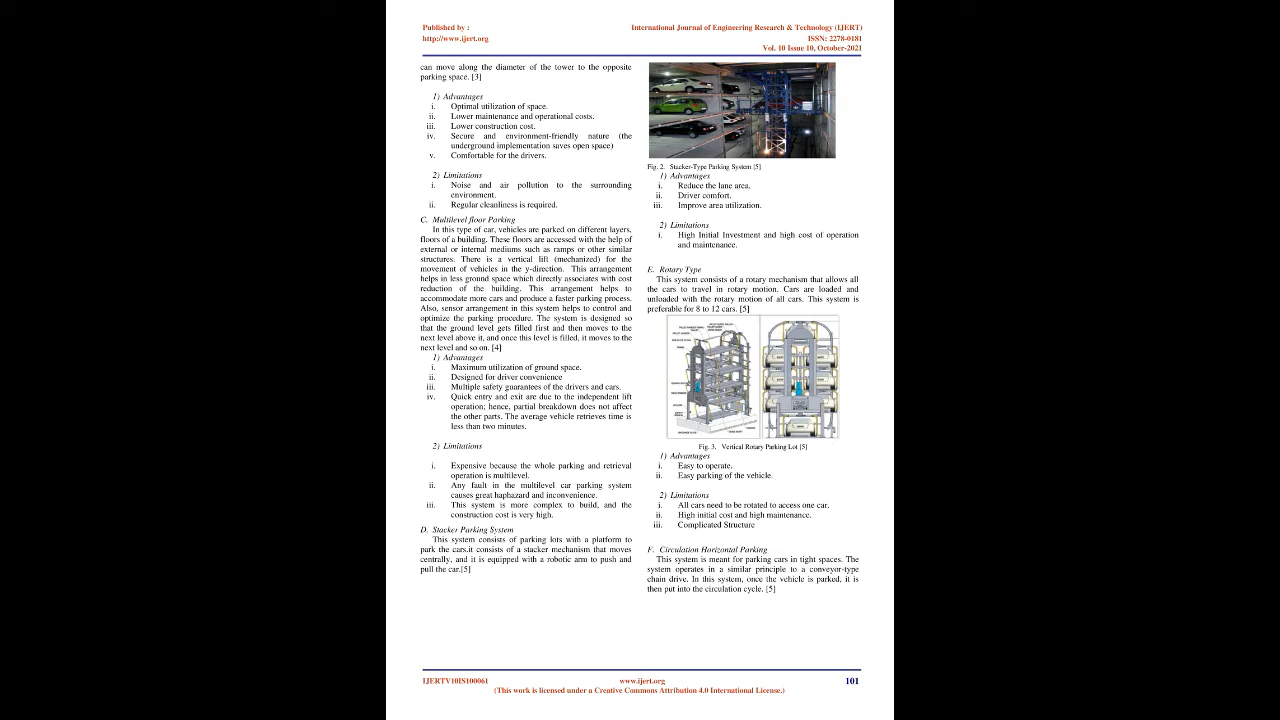 Published by :
http://www.ijert.org
International Journal of Engineering Research & Technology (IJERT)
ISSN: 2278-0181
Vol. 10 Issue 10, October-2021
can move along the diameter of the tower to the opposite
parking space. [3]
1) Advantages
i. Optimal utilization of space.
ii. Lower maintenance and operational costs.
iii. Lower construction cost.
iv. Secure and environment-friendly nature (the
underground implementation saves open space)
v. Comfortable for the drivers.
2) Limitations
i. Noise and air pollution to the surrounding
environment.
ii. Regular cleanliness is required.
C. Multilevel floor Parking
In this type of car, vehicles are parked on different layers,
floors of a building. These floors are accessed with the help of
external or internal mediums such as ramps or other similar
structures. There is a vertical lift (mechanized) for the
movement of vehicles in the y-direction. This arrangement
helps in less ground space which directly associates with cost
reduction of the building. This arrangement helps to
accommodate more cars and produce a faster parking process.
Also, sensor arrangement in this system helps to control and
optimize the parking procedure. The system is designed so
that the ground level gets filled first and then moves to the
next level above it, and once this level is filled, it moves to the
next level and so on. [4]
1) Advantages
i. Maximum utilization of ground space.
ii. Designed for driver convenience
iii. Multiple safety guarantees of the drivers and cars.
iv. Quick entry and exit are due to the independent lift
operation; hence, partial breakdown does not affect
the other parts. The average vehicle retrieves time is
less than two minutes.
2) Limitations
i. Expensive because the whole parking and retrieval
operation is multilevel.
ii. Any fault in the multilevel car parking system
causes great haphazard and inconvenience.
iii. This system is more complex to build, and the
construction cost is very high.
D. Stacker Parking System
This system consists of parking lots with a platform to
park the cars.it consists of a stacker mechanism that moves
centrally, and it is equipped with a robotic arm to push and
pull the car.[5]
Fig. 2. Stacker-Type Parking System [5]
1) Advantages
i. Reduce the lane area.
ii. Driver comfort.
iii. Improve area utilization.
2) Limitations
i. High Initial Investment and high cost of operation
and maintenance.
E. Rotary Type
This system consists of a rotary mechanism that allows all
the cars to travel in rotary motion. Cars are loaded and
unloaded with the rotary motion of all cars. This system is
preferable for 8 to 12 cars. [5]
Fig. 3. Vertical Rotary Parking Lot [5]
1) Advantages
i. Easy to operate.
ii. Easy parking of the vehicle.
2) Limitations
i. All cars need to be rotated to access one car.
ii. High initial cost and high maintenance.
iii. Complicated Structure
F. Circulation Horizontal Parking
This system is meant for parking cars in tight spaces. The
system operates in a similar principle to a conveyor-type
chain drive. In this system, once the vehicle is parked, it is
then put into the circulation cycle. [5]
IJERTV10IS100061
www.ijert.org
101
(This work is licensed under a Creative Commons Attribution 4.0 International License.)